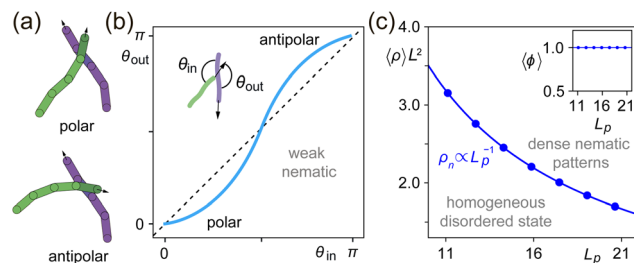 (a)
polar
antipolar
(b)
π
θout
0
θin
θout
antipolar
weak
nematic
polar
0
θin
π
(c)
⟨ρ⟩L²
4.0
3.0
2.0
ρn∝Lp⁻¹
dense nematic
patterns
homogeneous
disordered state
11
16
21
Lp
⟨ϕ⟩
1.0
0.5
11
16
21
Lp